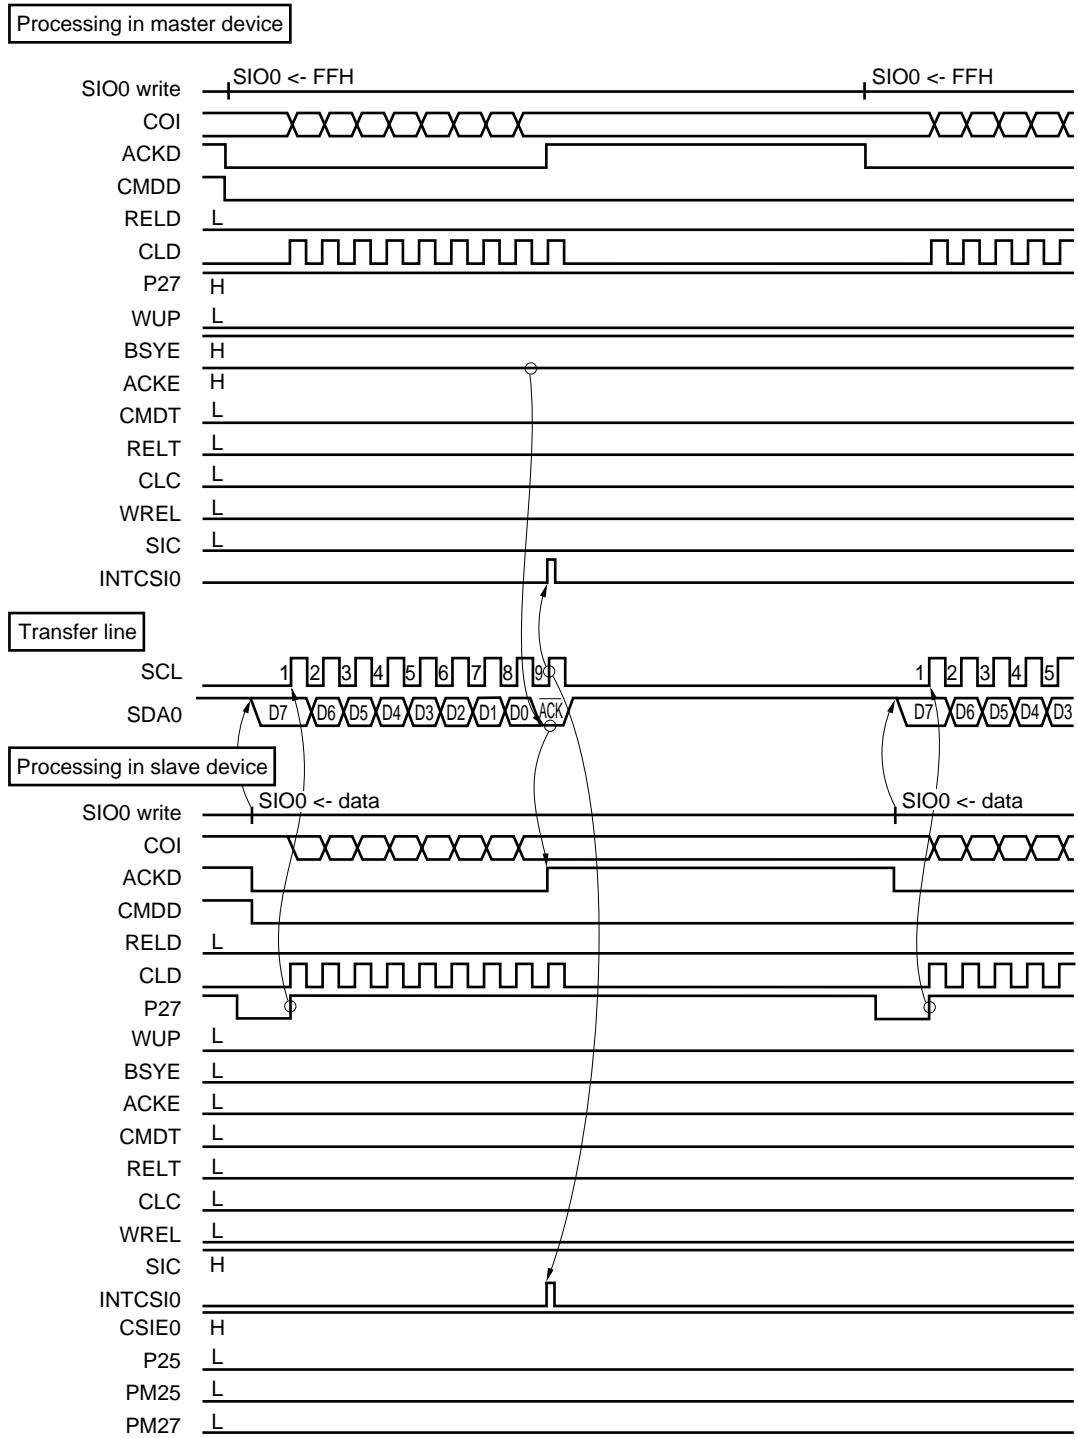 Processing in master device
SIO0 write SIO0 <- FFH SIO0 <- FFH
COI
ACKD
CMDD
RELD L
CLD
P27 H
WUP L
BSYE H
ACKE H
CMDT L
RELT L
CLC L
WREL L
SIC L
INTCSI0
Transfer line
SCL 1 2 3 4 5 6 7 8 9 1 2 3 4 5
SDA0 D7 D6 D5 D4 D3 D2 D1 D0 ACK D7 D6 D5 D4 D3
Processing in slave device
SIO0 write SIO0 <- data SIO0 <- data
COI
ACKD
CMDD
RELD L
CLD
P27
WUP L
BSYE L
ACKE L
CMDT L
RELT L
CLC L
WREL L
SIC H
INTCSI0
CSIE0 H
P25 L
PM25 L
PM27 L